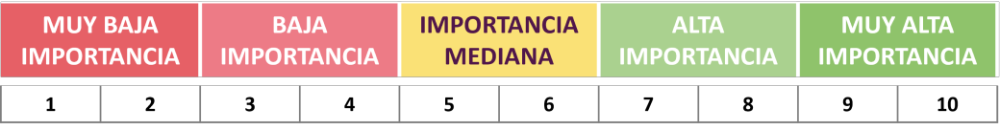 MUY BAJA IMPORTANCIA
BAJA IMPORTANCIA
IMPORTANCIA MEDIANA
ALTA IMPORTANCIA
MUY ALTA IMPORTANCIA
1 2 3 4 5 6 7 8 9 10